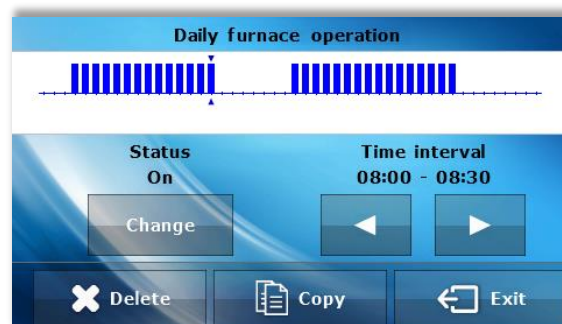 Daily furnace operation
Status
On
Time interval
08:00 - 08:30
Change
Delete
Copy
Exit